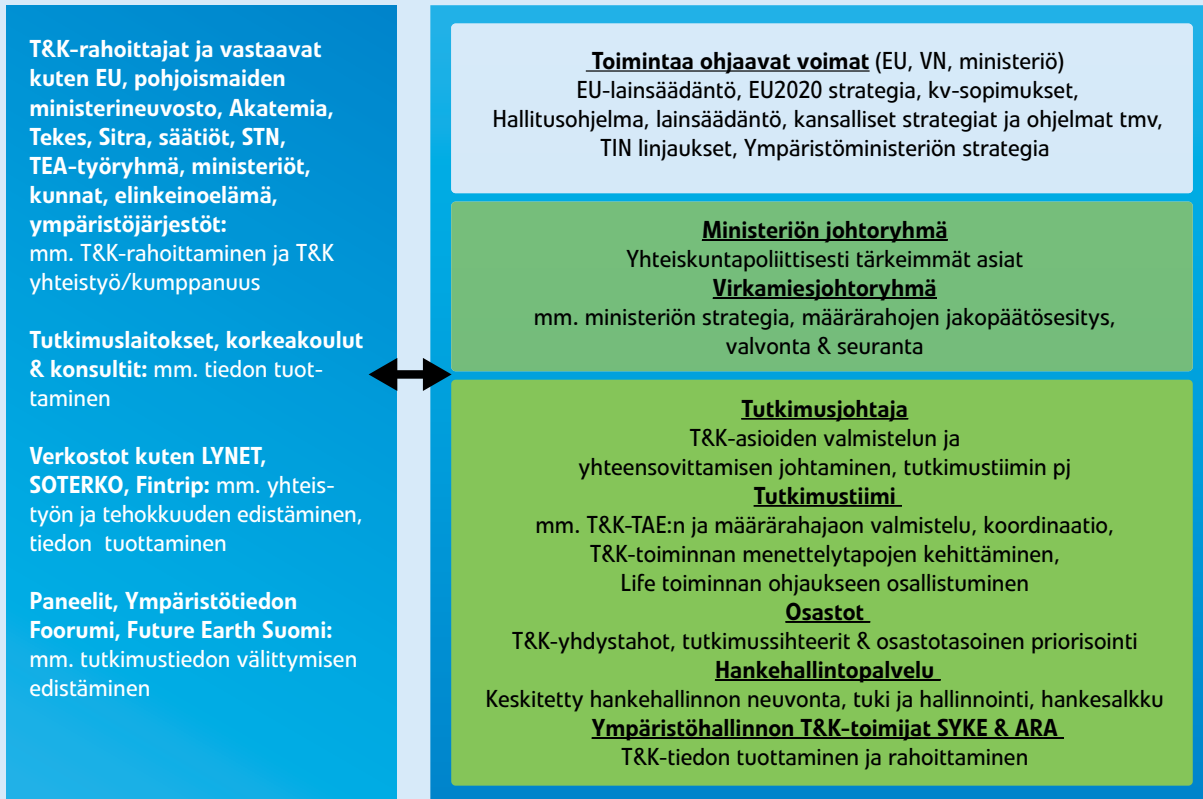 T&K-rahoittajat ja vastaavat
kuten EU, pohjoismaiden
ministerineuvosto, Akatemia,
Tekes, Sitra, säätiöt, STN,
TEA-työryhmä, ministeriöt,
kunnat, elinkeinoelämä,
ympäristöjärjestöt:
mm. T&K-rahoittaminen ja T&K
yhteistyö/kumppanuus
Tutkimuslaitokset, korkeakoulut
& konsultit: mm. tiedon tuot-
taminen
Verkostot kuten LYNET,
SOTERKO, Fintrip: mm. yhteis-
työn ja tehokkuuden edistäminen,
tiedon tuottaminen
Paneelit, Ympäristötiedon
Foorumi, Future Earth Suomi:
mm. tutkimustiedon välittymisen
edistäminen
Toimintaa ohjaavat voimat (EU, VN, ministeriö)
EU-lainsäädäntö, EU2020 strategia, kv-sopimukset,
Hallitusohjelma, lainsäädäntö, kansalliset strategiat ja ohjelmat tmv,
TIN linjaukset, Ympäristöministeriön strategia
Ministeriön johtoryhmä
Yhteiskuntapoliittisesti tärkeimmät asiat
Virkamiesjohtoryhmä
mm. ministeriön strategia, määrärahojen jakopäätösesitys,
valvonta & seuranta
Tutkimusjohtaja
T&K-asioiden valmistelun ja
yhteensovittamisen johtaminen, tutkimustiimin pj
Tutkimustiimi
mm. T&K-TAE:n ja määrärahajaon valmistelu, koordinaatio,
T&K-toiminnan menettelytapojen kehittäminen,
Life toiminnan ohjaukseen osallistuminen
Osastot
T&K-yhdystahot, tutkimussihteerit & osastotasoinen priorisointi
Hankehallintopalvelu
Keskitetty hankehallinnon neuvonta, tuki ja hallinnointi, hankesalkku
Ympäristöhallinnon T&K-toimijat SYKE & ARA
T&K-tiedon tuottaminen ja rahoittaminen